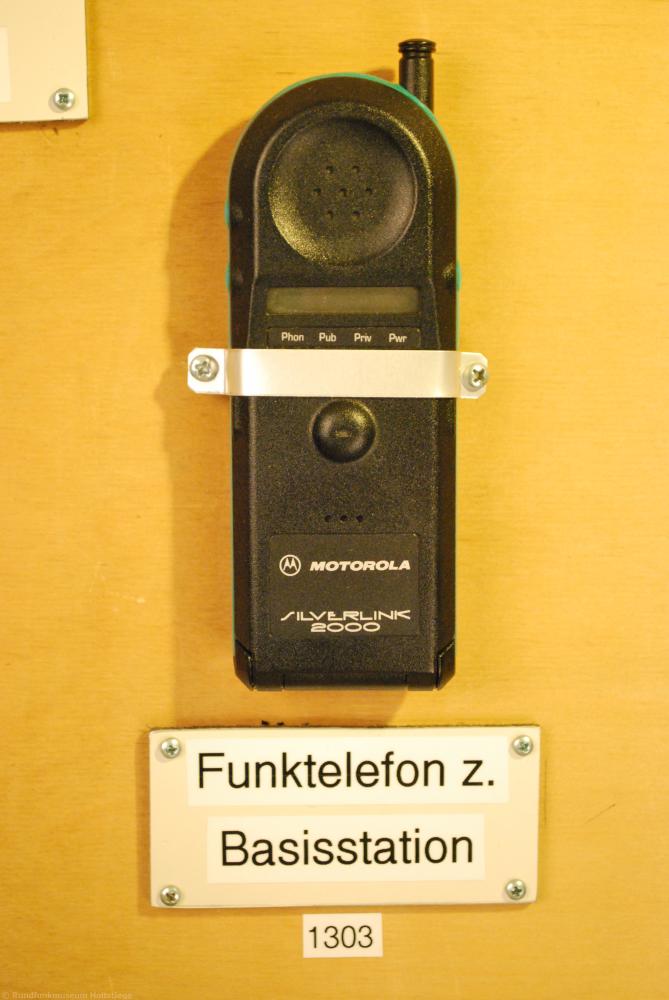 Phon Pub Priv Pwr
MOTOROLA
SILVERLINK
2000
Funktelefon z.
Basisstation
1303